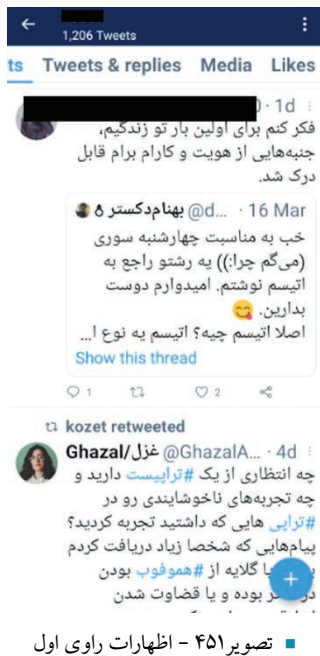 1,206 Tweets
ts Tweets & replies Media Likes
· 1d
فکر کنم برای اولین بار تو زندگیم،
جنبه‌هایی از هویت و کارام برام قابل
درک شد.
بهنام‌دکستر @d... · 16 Mar
خب به مناسبت چهارشنبه سوری
(می‌گم چرا:)) یه رشتو راجع به
اتیسم نوشتم. امیدوارم دوست
بدارین. 😋
اصلا اتیسم چیه؟ اتیسم یه نوع ا...
Show this thread
1 2
kozet retweeted
Ghazal/غزل @GhazalA... · 4d
چه انتظاری از یک #تراپیست دارید و
چه تجربه‌های ناخوشایندی رو در
#تراپی هایی که داشتید تجربه کردید؟
پیام‌هایی که شخصا زیاد دریافت کردم
یا گلایه از #هموفوب بودن
بوده و یا قضاوت شدن
تصویر۴۵۱ - اظهارات راوی اول